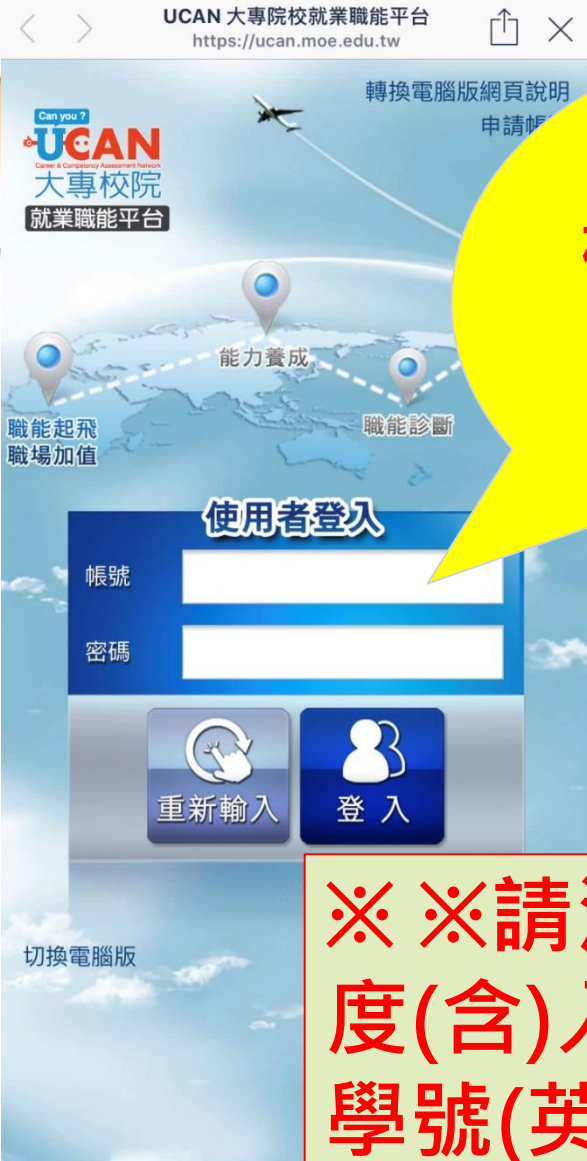 UCAN 大專院校就業職能平台
https://ucan.moe.edu.tw
轉換電腦版網頁說明
申請帳
Can you ?
UCAN
Career & Competency Assessment Network
大專校院
就業職能平台
能力養成
職能起飛
職場加值
職能診斷
使用者登入
帳號
密碼
重新輸入
登 入
切換電腦版
※ ※請
度(含)入
學號(英